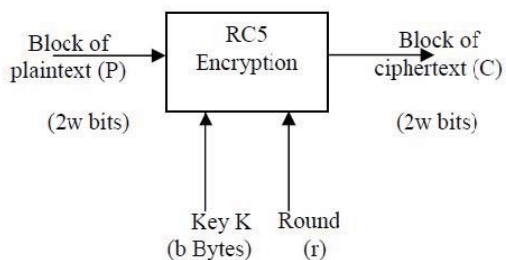 Block of
plaintext (P)
(2w bits)
RC5
Encryption
Block of
ciphertext (C)
(2w bits)
Key K
(b Bytes)
Round
(r)